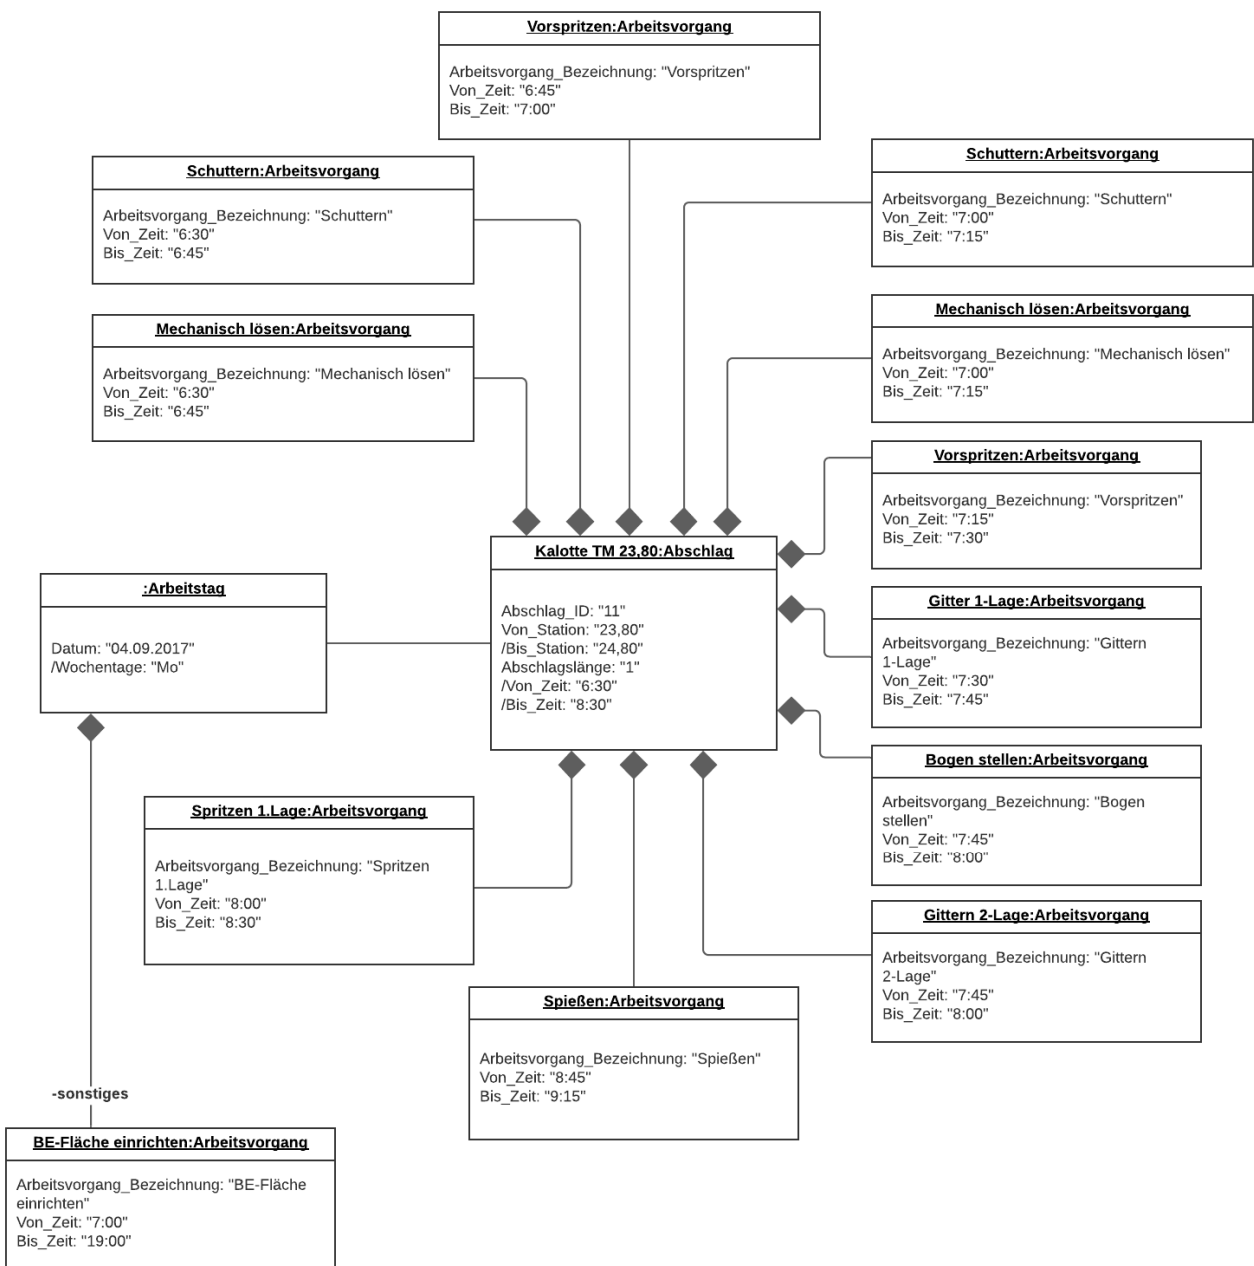 Vorspritzen:Arbeitsvorgang
Arbeitsvorgang_Bezeichnung: "Vorspritzen"
Von_Zeit: "6:45"
Bis_Zeit: "7:00"
Schuttern:Arbeitsvorgang
Arbeitsvorgang_Bezeichnung: "Schuttern"
Von_Zeit: "6:30"
Bis_Zeit: "6:45"
Schuttern:Arbeitsvorgang
Arbeitsvorgang_Bezeichnung: "Schuttern"
Von_Zeit: "7:00"
Bis_Zeit: "7:15"
Mechanisch lösen:Arbeitsvorgang
Arbeitsvorgang_Bezeichnung: "Mechanisch lösen"
Von_Zeit: "6:30"
Bis_Zeit: "6:45"
Mechanisch lösen:Arbeitsvorgang
Arbeitsvorgang_Bezeichnung: "Mechanisch lösen"
Von_Zeit: "7:00"
Bis_Zeit: "7:15"
Vorspritzen:Arbeitsvorgang
Arbeitsvorgang_Bezeichnung: "Vorspritzen"
Von_Zeit: "7:15"
Bis_Zeit: "7:30"
Kalotte TM 23,80:Abschlag
Abschlag_ID: "11"
Von_Station: "23,80"
/Bis_Station: "24,80"
Abschlagslänge: "1"
/Von_Zeit: "6:30"
/Bis_Zeit: "8:30"
:Arbeitstag
Datum: "04.09.2017"
/Wochentage: "Mo"
Gitter 1-Lage:Arbeitsvorgang
Arbeitsvorgang_Bezeichnung: "Gittern
1-Lage"
Von_Zeit: "7:30"
Bis_Zeit: "7:45"
Bogen stellen:Arbeitsvorgang
Arbeitsvorgang_Bezeichnung: "Bogen
stellen"
Von_Zeit: "7:45"
Bis_Zeit: "8:00"
Spritzen 1.Lage:Arbeitsvorgang
Arbeitsvorgang_Bezeichnung: "Spritzen
1.Lage"
Von_Zeit: "8:00"
Bis_Zeit: "8:30"
Gittern 2-Lage:Arbeitsvorgang
Arbeitsvorgang_Bezeichnung: "Gittern
2-Lage"
Von_Zeit: "7:45"
Bis_Zeit: "8:00"
Spießen:Arbeitsvorgang
Arbeitsvorgang_Bezeichnung: "Spießen"
Von_Zeit: "8:45"
Bis_Zeit: "9:15"
-sonstiges
BE-Fläche einrichten:Arbeitsvorgang
Arbeitsvorgang_Bezeichnung: "BE-Fläche
einrichten"
Von_Zeit: "7:00"
Bis_Zeit: "19:00"